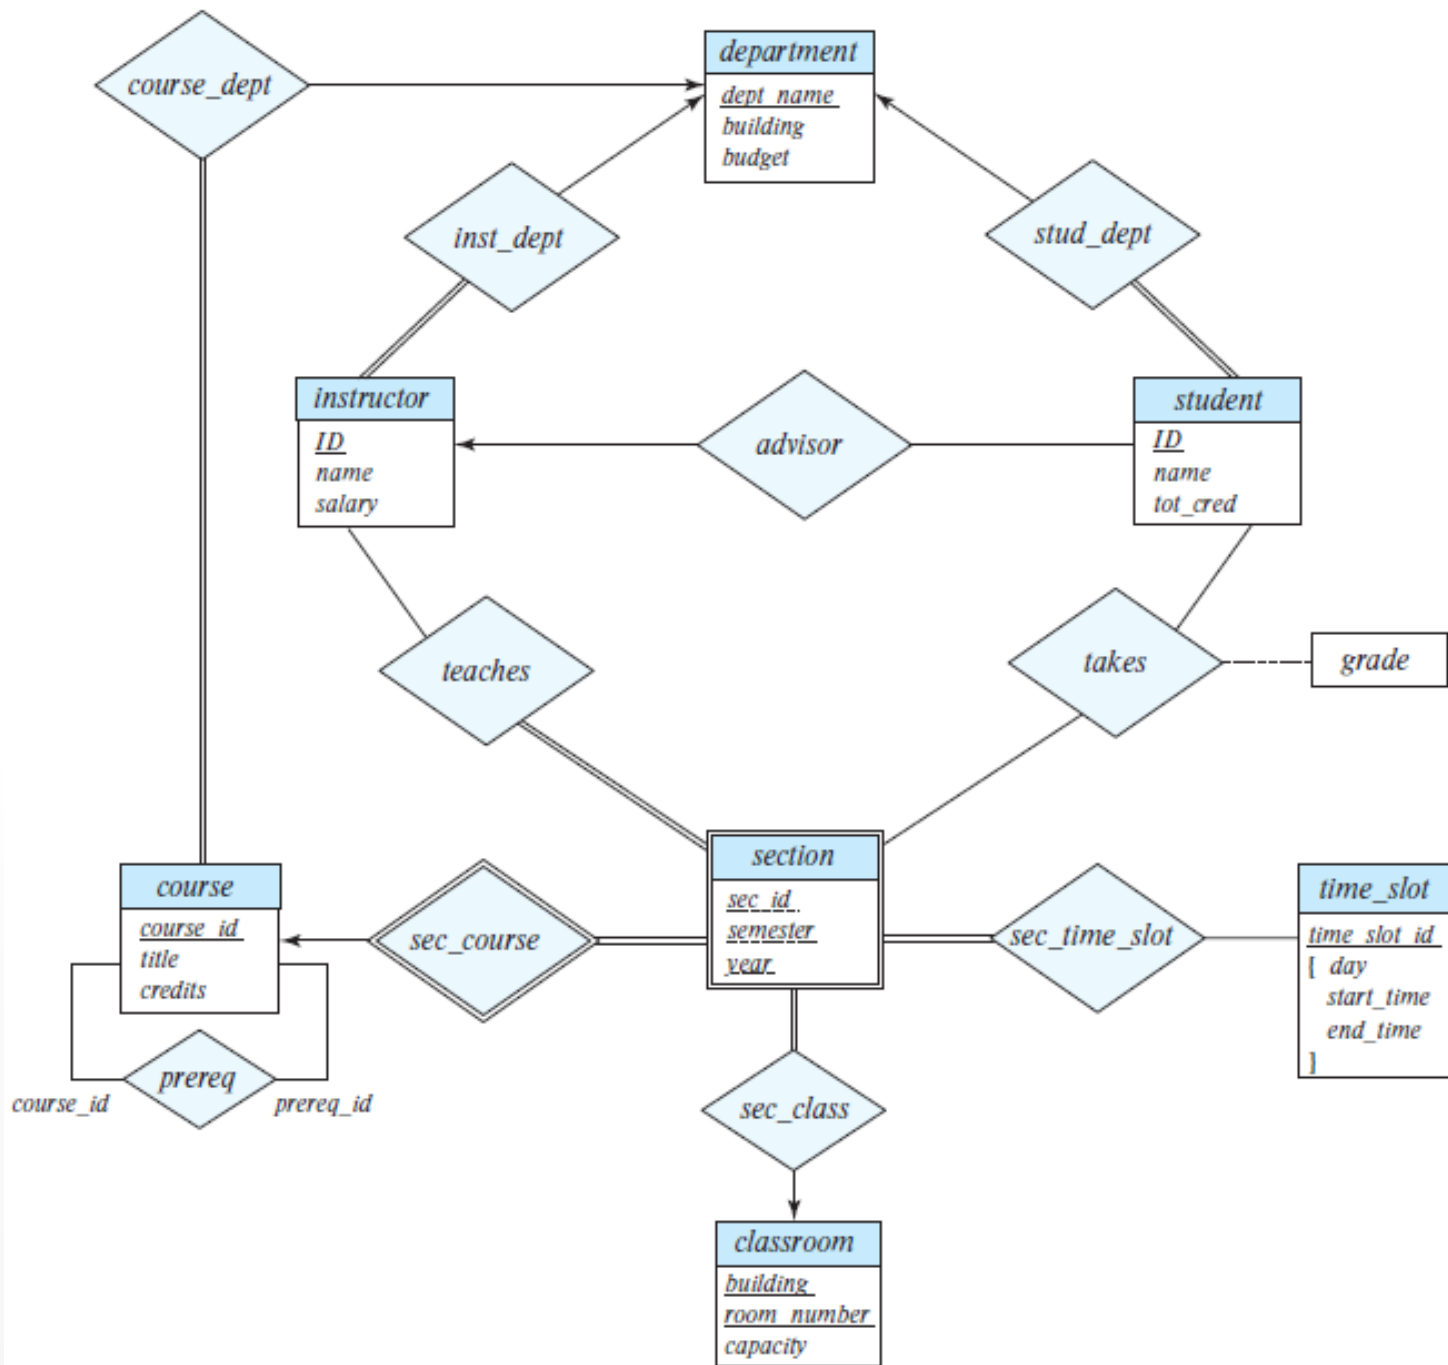 department
course_dept
dept_name
building
budget
inst_dept
stud_dept
instructor
ID
name
salary
advisor
student
ID
name
tot_cred
teaches
takes
grade
course
course_id
title
credits
sec_course
section
sec_id
semester
year
sec_time_slot
time_slot
time_slot_id
{ day
start_time
end_time
}
prereq
course_id
prereq_id
sec_class
classroom
building
room_number
capacity